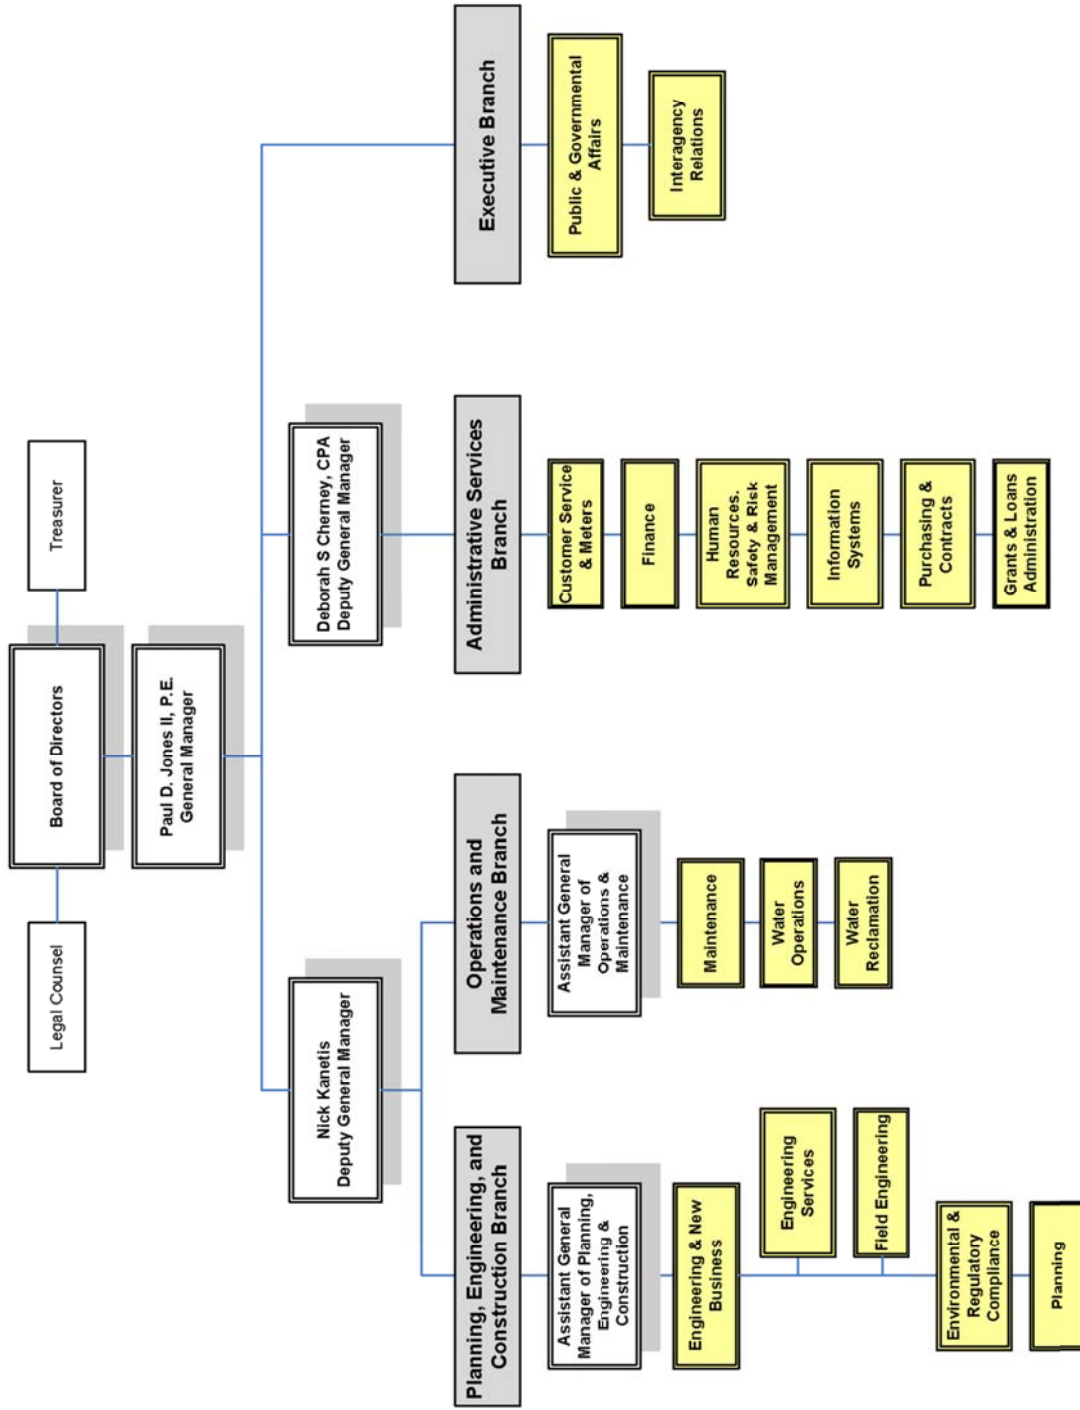 Board of Directors
Legal Counsel
Treasurer
Paul D. Jones II, P.E.
General Manager
Nick Kanetis
Deputy General Manager
Deborah S Cherney, CPA
Deputy General Manager
Planning, Engineering, and
Construction Branch
Assistant General
Manager of Planning,
Engineering &
Construction
Engineering & New
Business
Engineering
Services
Field Engineering
Environmental &
Regulatory
Compliance
Planning
Operations and
Maintenance Branch
Assistant General
Manager of
Operations &
Maintenance
Maintenance
Water
Operations
Water
Reclamation
Administrative Services
Branch
Customer Service
& Meters
Finance
Human
Resources.
Safety & Risk
Management
Information
Systems
Purchasing &
Contracts
Grants & Loans
Administration
Executive Branch
Public & Governmental
Affairs
Interagency
Relations